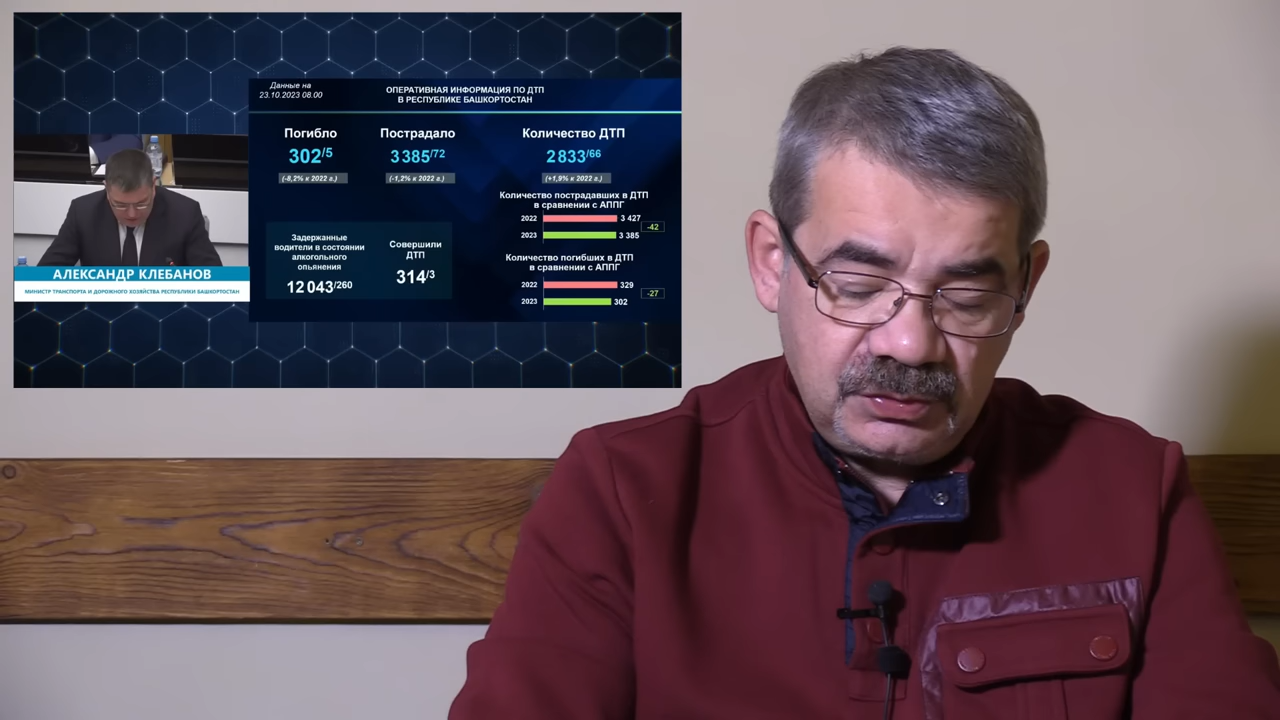 Данные на
23.10.2023 08.00
ОПЕРАТИВНАЯ ИНФОРМАЦИЯ ПО ДТП
В РЕСПУБЛИКЕ БАШКОРТОСТАН
Погибло
302/5
(-8,2% к 2022 г.)
Пострадало
3 385/72
(-1,2% к 2022 г.)
Количество ДТП
2 833/66
(+1,9% к 2022 г.)
Количество пострадавших в ДТП
в сравнении с АППГ
2022 3 427
2023 3 385
-42
Количество погибших в ДТП
в сравнении с АППГ
2022 329
2023 302
-27
Задержанные
водители в состоянии
алкогольного
опьянения
12 043/260
Совершили
ДТП
314/3
АЛЕКСАНДР КЛЕБАНОВ
МИНИСТР ТРАНСПОРТА И ДОРОЖНОГО ХОЗЯЙСТВА РЕСПУБЛИКИ БАШКОРТОСТАН